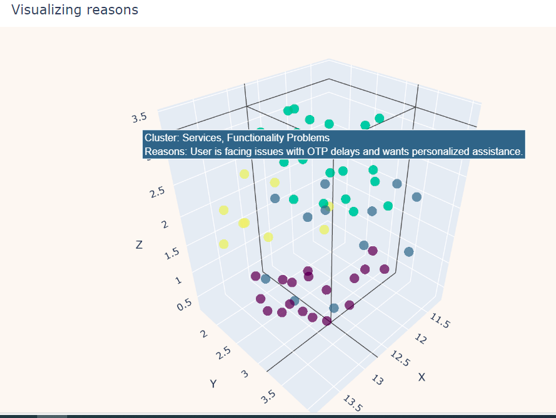 Visualizing reasons
3.5
Cluster: Services, Functionality Problems
Reasons: User is facing issues with OTP delays and wants personalized assistance.
2.5
2
Z
1.5
1
0.5
2
2.5
Y
3
3.5
11.5
12
12.5
X
13
13.5